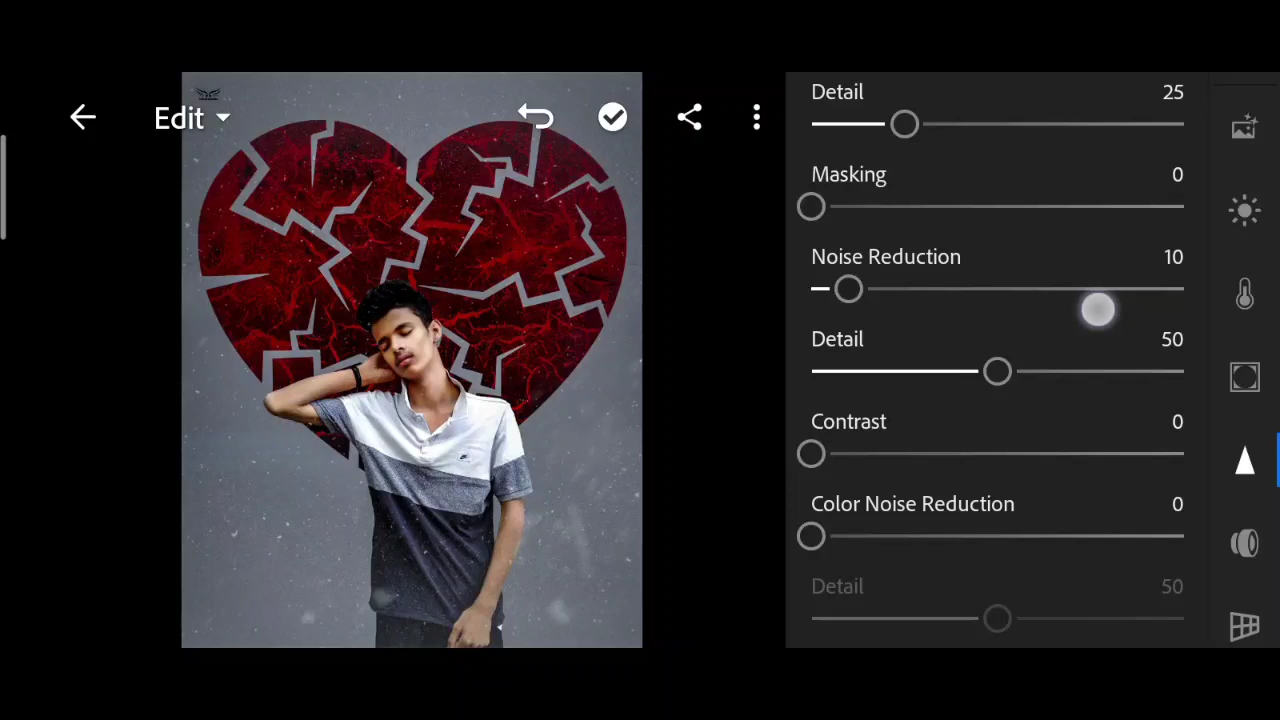 Edit
Detail 25
Masking 0
Noise Reduction 10
Detail 50
Contrast 0
Color Noise Reduction 0
Detail 50